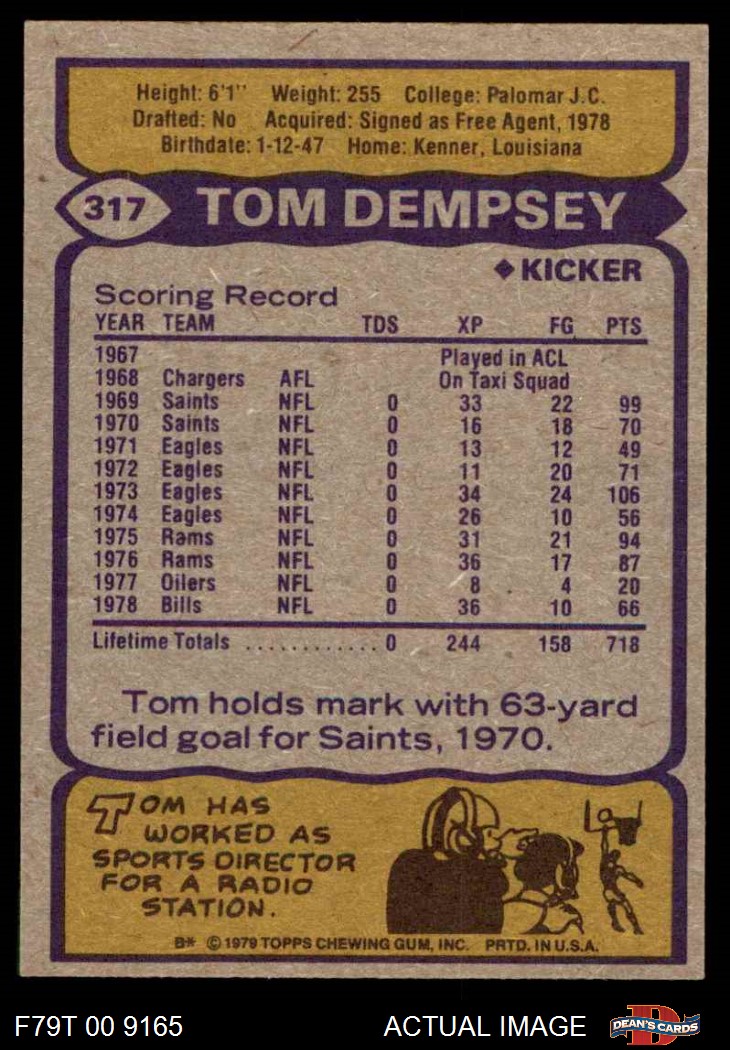 Height: 6'1" Weight: 255 College: Palomar J.C.
Drafted: No Acquired: Signed as Free Agent, 1978
Birthdate: 1-12-47 Home: Kenner, Louisiana
317 TOM DEMPSEY
◆KICKER
Scoring Record
YEAR TEAM TDS XP FG PTS
1967 Played in ACL
1968 Chargers AFL On Taxi Squad
1969 Saints NFL 0 33 22 99
1970 Saints NFL 0 16 18 70
1971 Eagles NFL 0 13 12 49
1972 Eagles NFL 0 11 20 71
1973 Eagles NFL 0 34 24 106
1974 Eagles NFL 0 26 10 56
1975 Rams NFL 0 31 21 94
1976 Rams NFL 0 36 17 87
1977 Oilers NFL 0 8 4 20
1978 Bills NFL 0 36 10 66
Lifetime Totals ............ 0 244 158 718
Tom holds mark with 63-yard
field goal for Saints, 1970.
TOM HAS
WORKED AS
SPORTS DIRECTOR
FOR A RADIO
STATION.
B* © 1979 TOPPS CHEWING GUM, INC. PRTD. IN U.S.A.
F79T 00 9165 ACTUAL IMAGE D DEAN'S CARDS